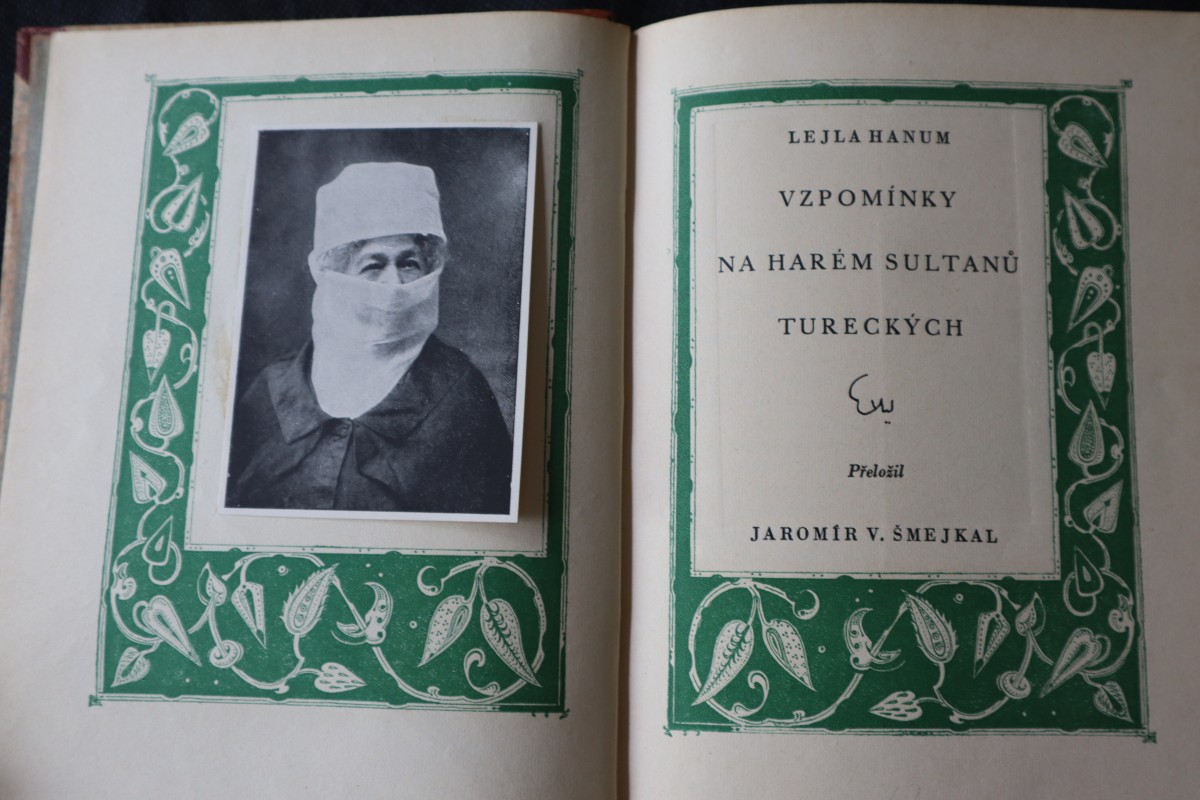 LEJLA HANUM
VZPOMÍNKY
NA HARÉM SULTANŮ
TURECKÝCH
Přeložil
JAROMÍR V. ŠMEJKAL